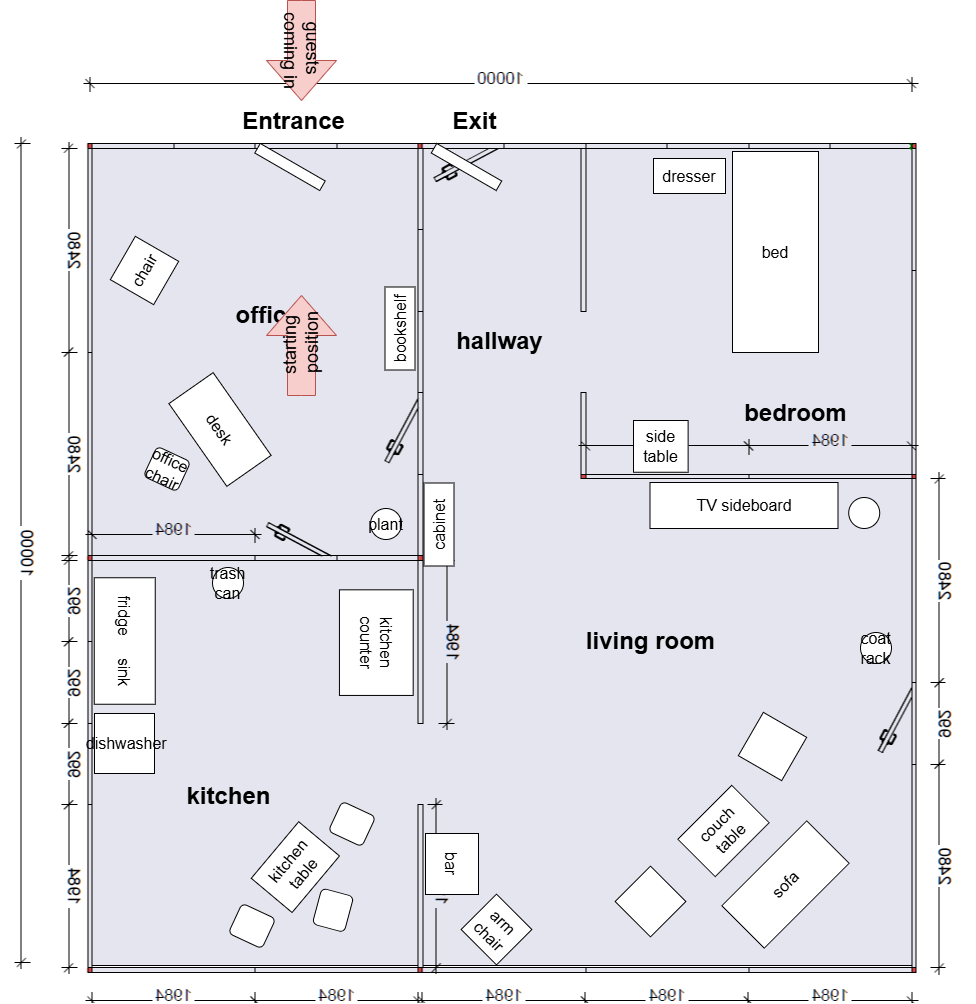 guests
coming in
10000
Entrance
Exit
dresser
bed
2480
chair
office
starting
position
bookshelf
hallway
bedroom
1984
side
table
desk
2480
office
chair
TV sideboard
cabinet
plant
1984
10000
trash
can
992
fridge
sink
kitchen
counter
2480
1984
living room
coat
rack
992
992
dishwasher
992
kitchen
couch
table
kitchen
table
bar
sofa
2480
1984
arm
chair
1984
1984
1984
1984
1984